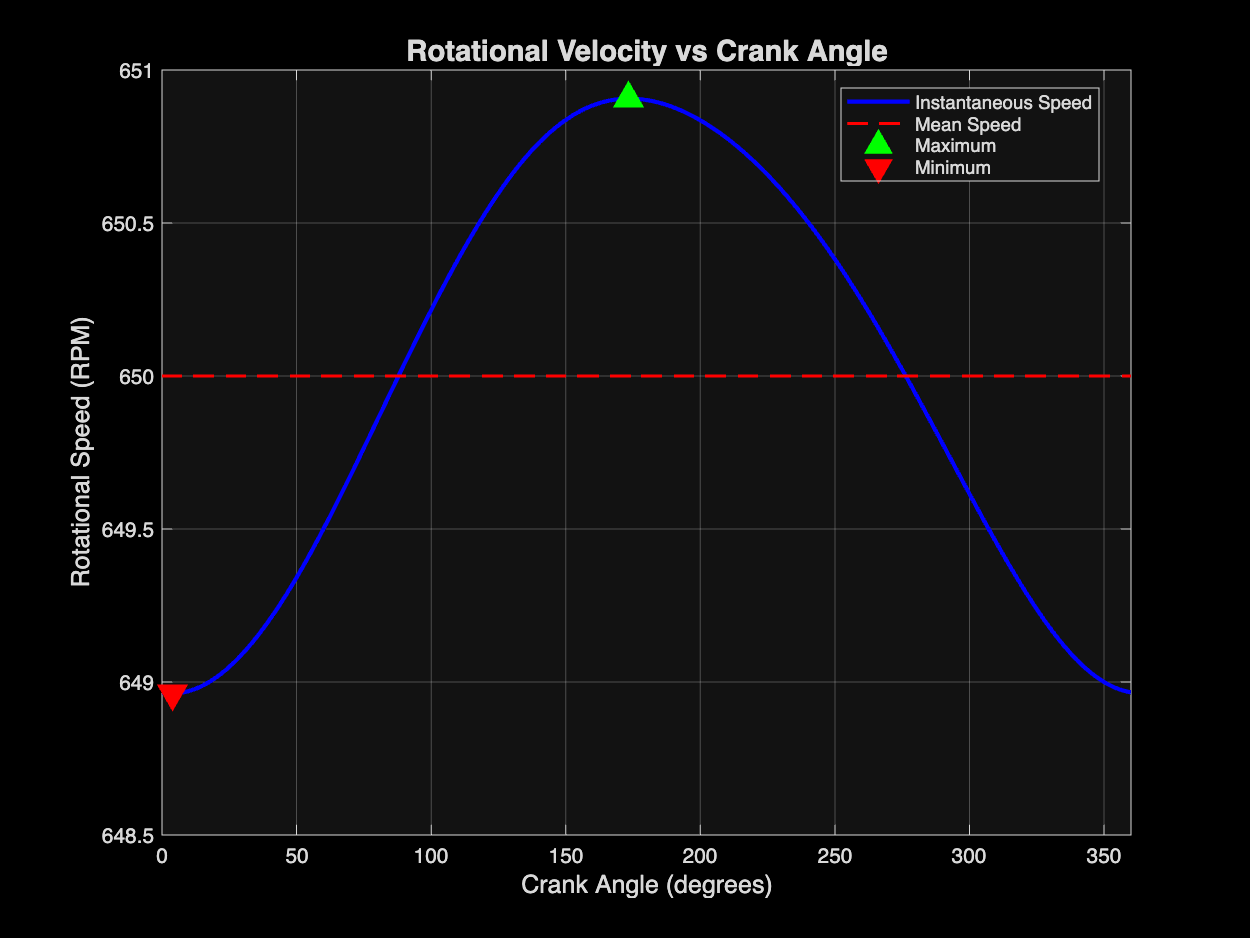 Rotational Velocity vs Crank Angle
651
650.5
650
649.5
649
648.5
Rotational Speed (RPM)
Instantaneous Speed
Mean Speed
Maximum
Minimum
0 50 100 150 200 250 300 350
Crank Angle (degrees)